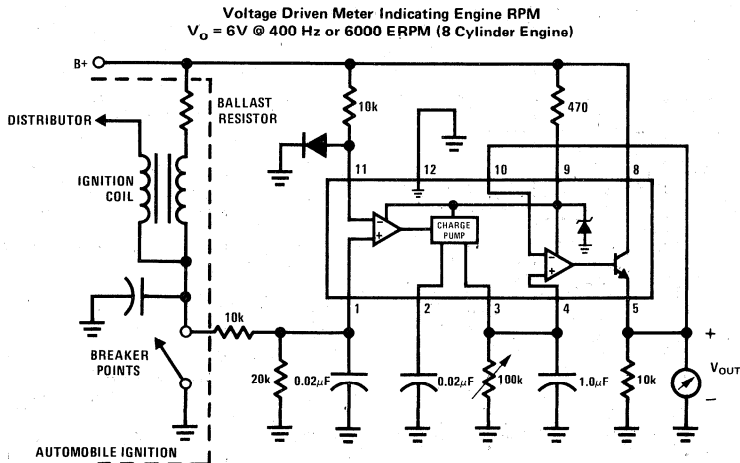 Voltage Driven Meter Indicating Engine RPM
Vo = 6V @ 400 Hz or 6000 ERPM (8 Cylinder Engine)
B+
DISTRIBUTOR
BALLAST
RESISTOR
IGNITION
COIL
10k
470
11
12
10
9
8
CHARGE
PUMP
-
+
-
+
1
2
3
4
5
10k
BREAKER
POINTS
20k
0.02μF
0.02μF
100k
1.0μF
10k
+
VOUT
-
AUTOMOBILE IGNITION